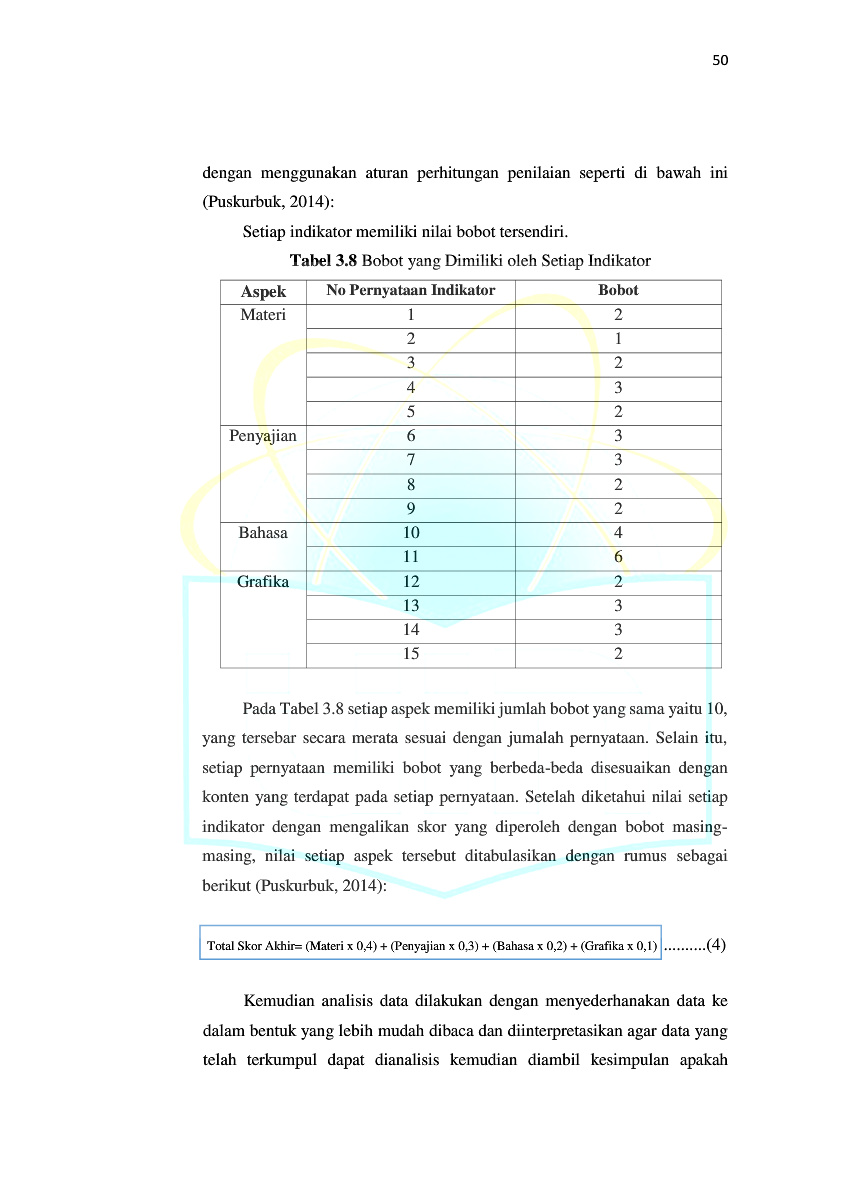 50
dengan menggunakan aturan perhitungan penilaian seperti di bawah ini
(Puskurbuk, 2014):
Setiap indikator memiliki nilai bobot tersendiri.
Tabel 3.8 Bobot yang Dimiliki oleh Setiap Indikator
Aspek No Pernyataan Indikator Bobot
Materi 1 2
2 1
3 2
4 3
5 2
Penyajian 6 3
7 3
8 2
9 2
Bahasa 10 4
11 6
Grafika 12 2
13 3
14 3
15 2
Pada Tabel 3.8 setiap aspek memiliki jumlah bobot yang sama yaitu 10,
yang tersebar secara merata sesuai dengan jumalah pernyataan. Selain itu,
setiap pernyataan memiliki bobot yang berbeda-beda disesuaikan dengan
konten yang terdapat pada setiap pernyataan. Setelah diketahui nilai setiap
indikator dengan mengalikan skor yang diperoleh dengan bobot masing-
masing, nilai setiap aspek tersebut ditabulasikan dengan rumus sebagai
berikut (Puskurbuk, 2014):
Total Skor Akhir= (Materi x 0,4) + (Penyajian x 0,3) + (Bahasa x 0,2) + (Grafika x 0,1) ..........(4)
Kemudian analisis data dilakukan dengan menyederhanakan data ke
dalam bentuk yang lebih mudah dibaca dan diinterpretasikan agar data yang
telah terkumpul dapat dianalisis kemudian diambil kesimpulan apakah